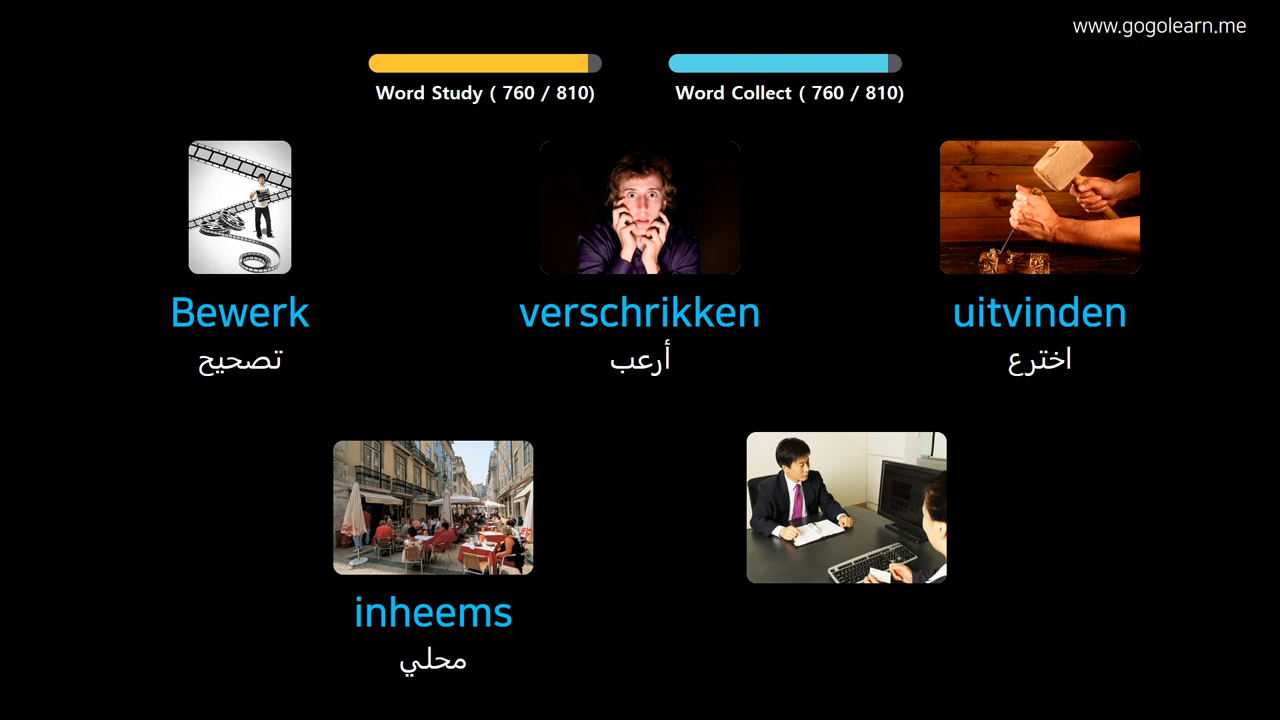 www.gogolearn.me
Word Study ( 760 / 810)
Word Collect ( 760 / 810)
Bewerk
تصحيح
verschrikken
أرعب
uitvinden
اخترع
inheems
محلي